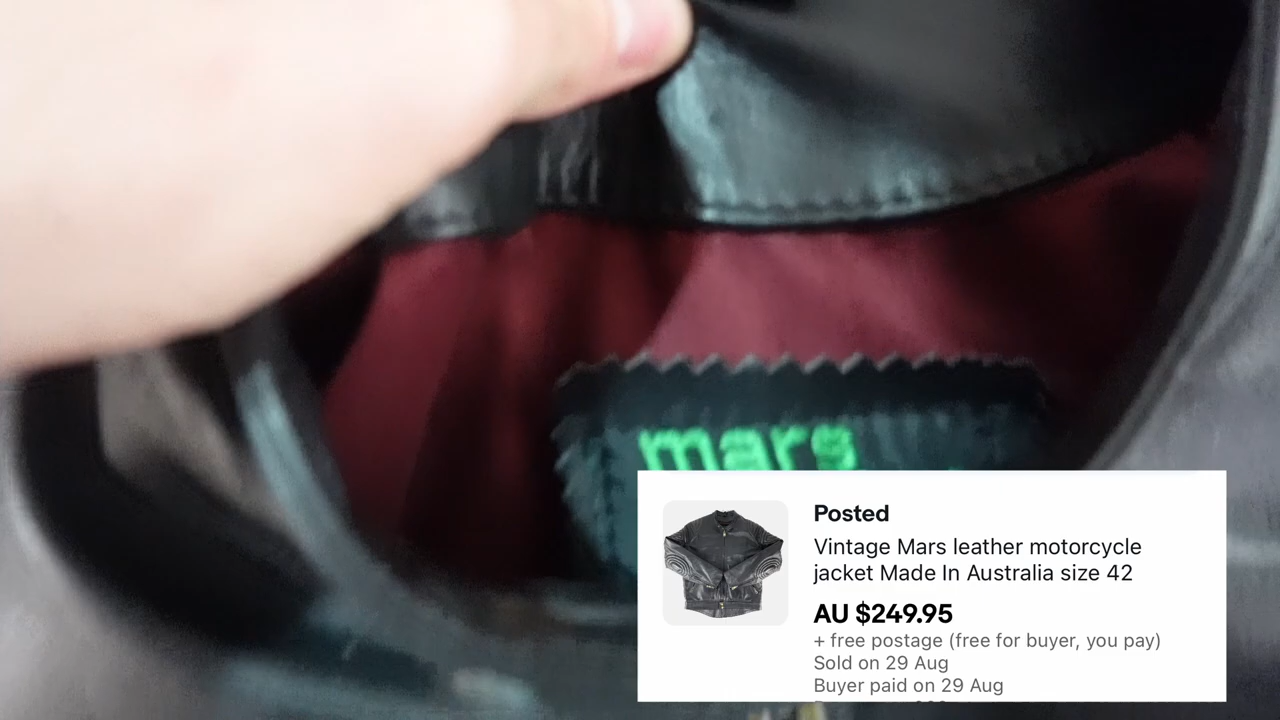 mars
Posted
Vintage Mars leather motorcycle
jacket Made In Australia size 42
AU $249.95
+ free postage (free for buyer, you pay)
Sold on 29 Aug
Buyer paid on 29 Aug